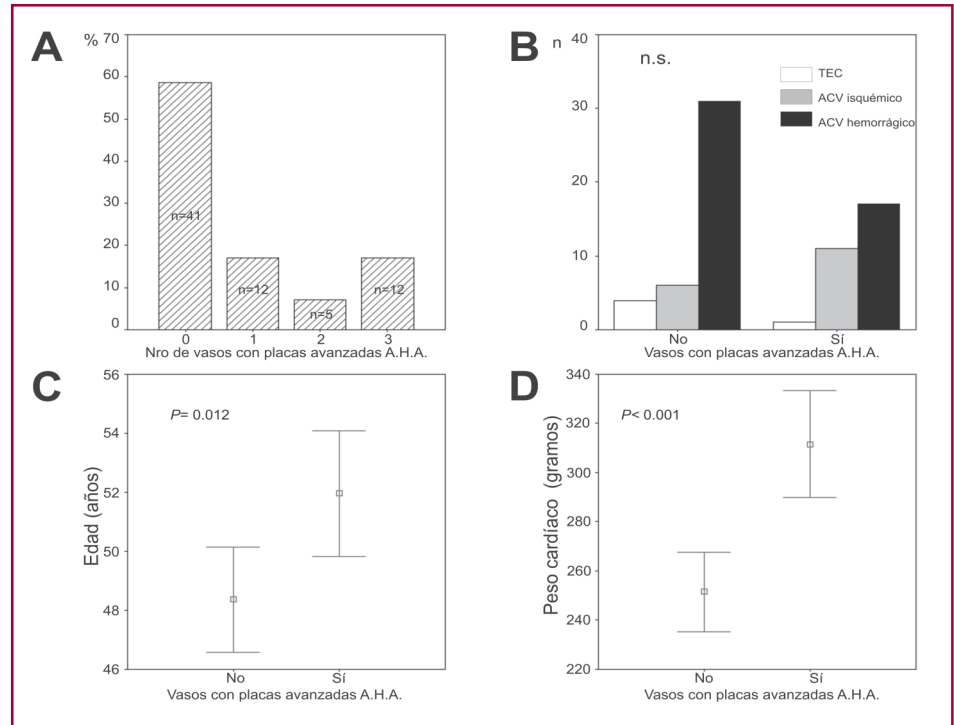 A
% 70
60
50
40
30
20
10
0
n=41
n=12
n=5
n=12
0 1 2 3
Nro de vasos con placas avanzadas A.H.A.
B
n 40
30
20
10
0
n.s.
TEC
ACV isquémico
ACV hemorrágico
No Sí
Vasos con placas avanzadas A.H.A.
C
56
54
52
50
48
46
Edad (años)
P= 0.012
No Sí
Vasos con placas avanzadas A.H.A.
D
340
320
300
280
260
240
220
Peso cardíaco (gramos)
P< 0.001
No Sí
Vasos con placas avanzadas A.H.A.